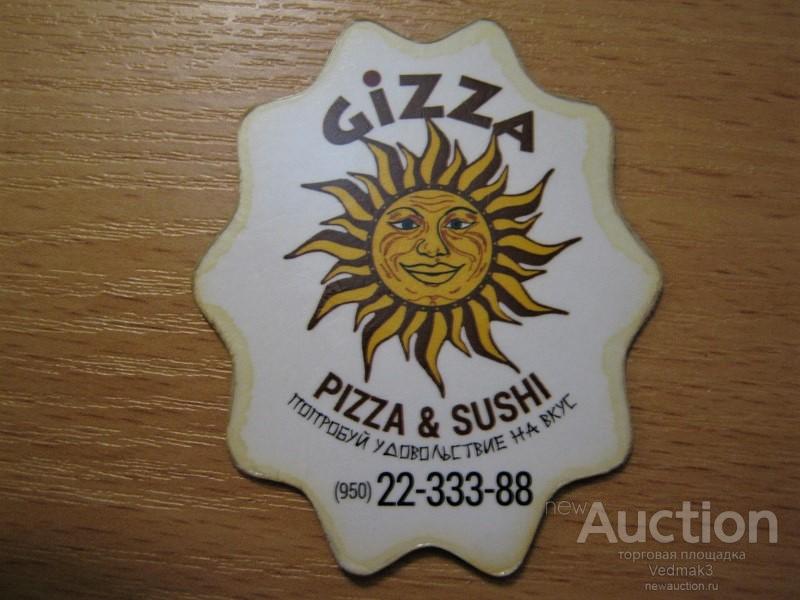 GiZZA
PIZZA & SUSHI
ПОПРОБУЙ УДОВОЛЬСТВИЕ НА ВКУС
(950) 22-333-88
newAuction
торговая площадка
Vedmak3
newauction.ru